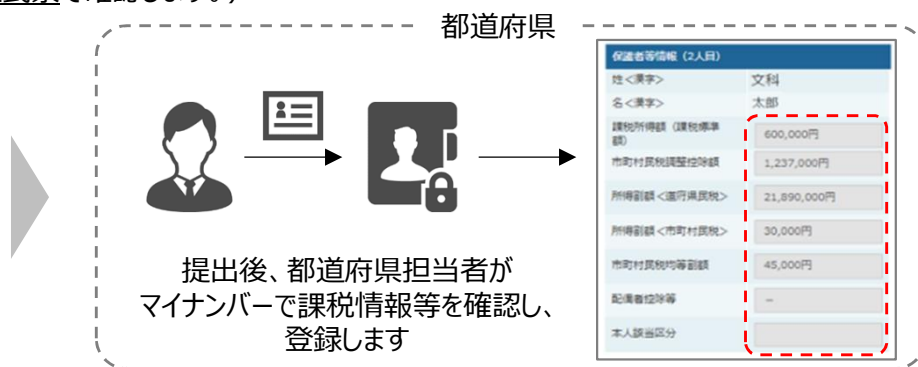 で確認します。)
都道府県
保護者等情報(2人目)
姓<漢字> 文科
名<漢字> 太郎
課税所得額(課税標準
額) 600,000円
市町村民税調整控除額 1,237,000円
所得割額<道府県民税> 21,890,000円
所得割額<市町村民税> 30,000円
市町村民税均等割額 45,000円
配偶者控除等 −
本人該当区分
提出後、都道府県担当者が
マイナンバーで課税情報等を確認し、
登録します